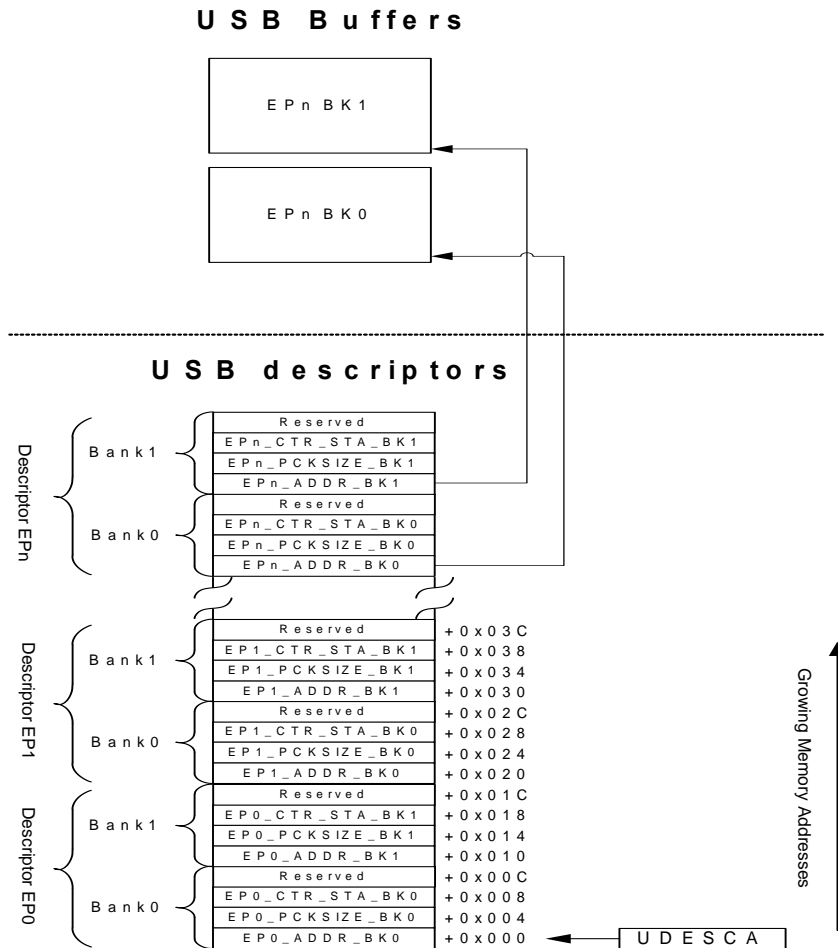 USB Buffers
EPn BK1
EPn BK0
USB descriptors
Descriptor EPn
Bank1
Reserved
EPn_CTR_STA_BK1
EPn_PCKSIZE_BK1
EPn_ADDR_BK1
Bank0
Reserved
EPn_CTR_STA_BK0
EPn_PCKSIZE_BK0
EPn_ADDR_BK0
Descriptor EP1
Bank1
Reserved +0x03C
EP1_CTR_STA_BK1 +0x038
EP1_PCKSIZE_BK1 +0x034
EP1_ADDR_BK1 +0x030
Bank0
Reserved +0x02C
EP1_CTR_STA_BK0 +0x028
EP1_PCKSIZE_BK0 +0x024
EP1_ADDR_BK0 +0x020
Descriptor EP0
Bank1
Reserved +0x01C
EP0_CTR_STA_BK1 +0x018
EP0_PCKSIZE_BK1 +0x014
EP0_ADDR_BK1 +0x010
Bank0
Reserved +0x00C
EP0_CTR_STA_BK0 +0x008
EP0_PCKSIZE_BK0 +0x004
EP0_ADDR_BK0 +0x000
UDESCA
Growing Memory Addresses